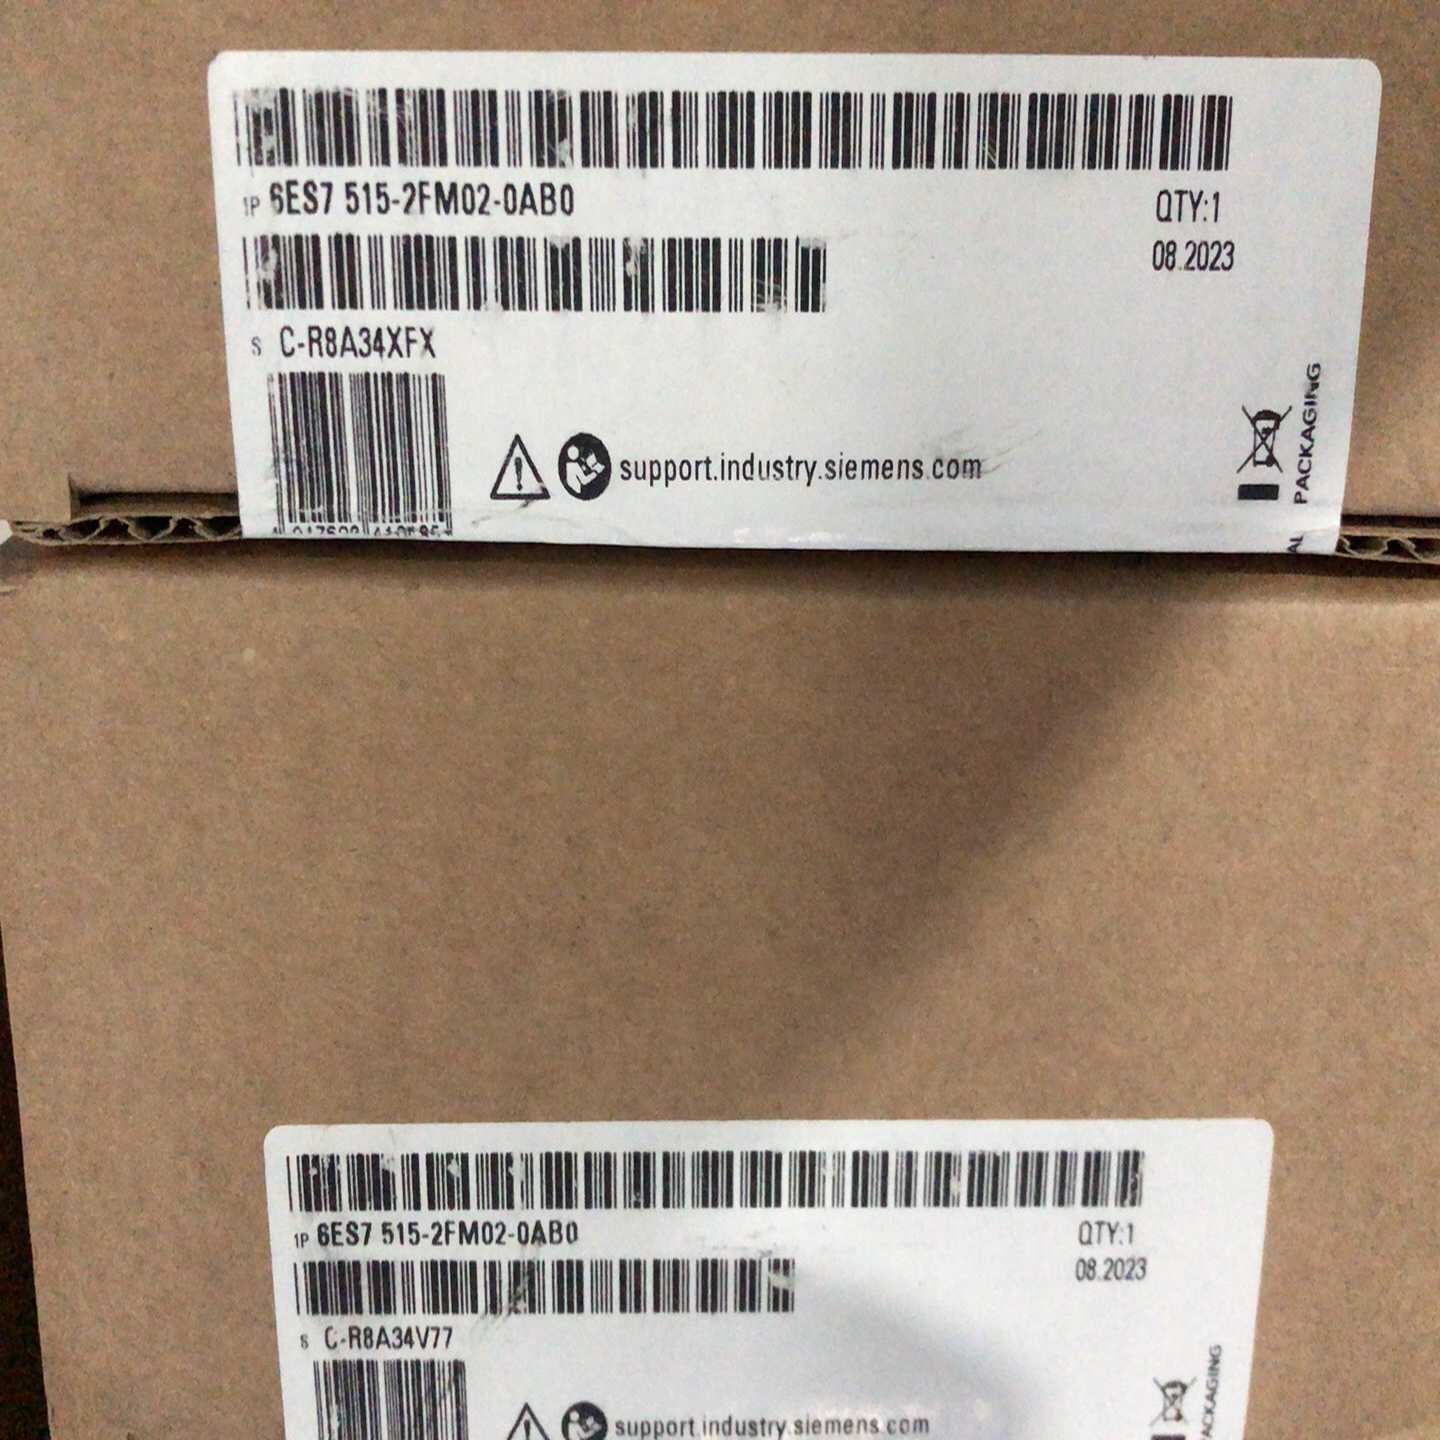 1P 6ES7 515-2FM02-0AB0
QTY:1
08.2023
S C-R8A34XFX
support.industry.siemens.com
PACKAGING
1P 6ES7 515-2FM02-0AB0
QTY:1
08.2023
S C-R8A34V77
support.industry.siemens.com
PACKAGING